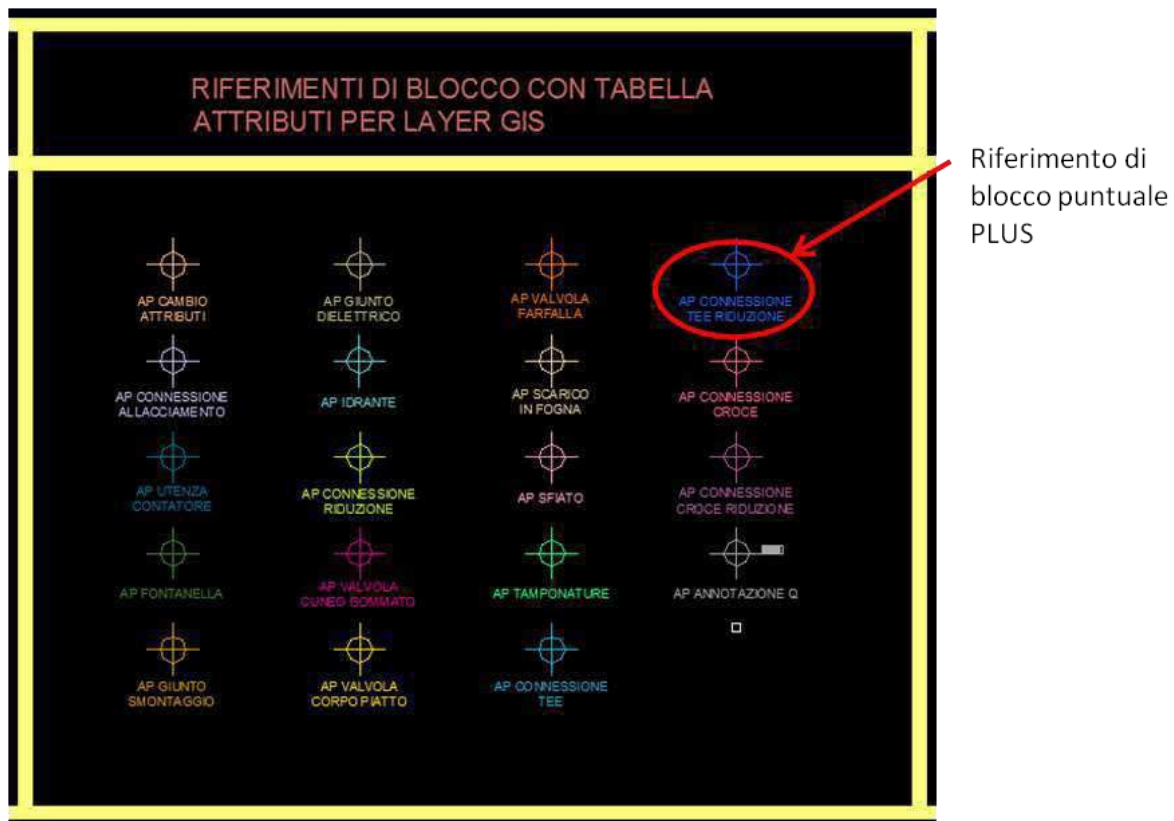 RIFERIMENTI DI BLOCCO CON TABELLA
ATTRIBUTI PER LAYER GIS
Riferimento di
blocco puntuale
PLUS
AP CAMBIO
ATTRIBUTI
AP GIUNTO
DIELETTRICO
AP VALVOLA
FARFALLA
AP CONNESSIONE
TEE RIDUZIONE
AP CONNESSIONE
ALLACCIAMENTO
AP IDRANTE
AP SCARICO
IN FOGNA
AP CONNESSIONE
CROCE
AP UTENZA
CONTATORE
AP CONNESSIONE
RIDUZIONE
AP SFIATO
AP CONNESSIONE
CROCE RIDUZIONE
AP FONTANELLA
AP VALVOLA
CUNEO GOMMATO
AP TAMPONATURE
AP ANNOTAZIONE Q
AP GIUNTO
SMONTAGGIO
AP VALVOLA
CORPO PIATTO
AP CONNESSIONE
TEE